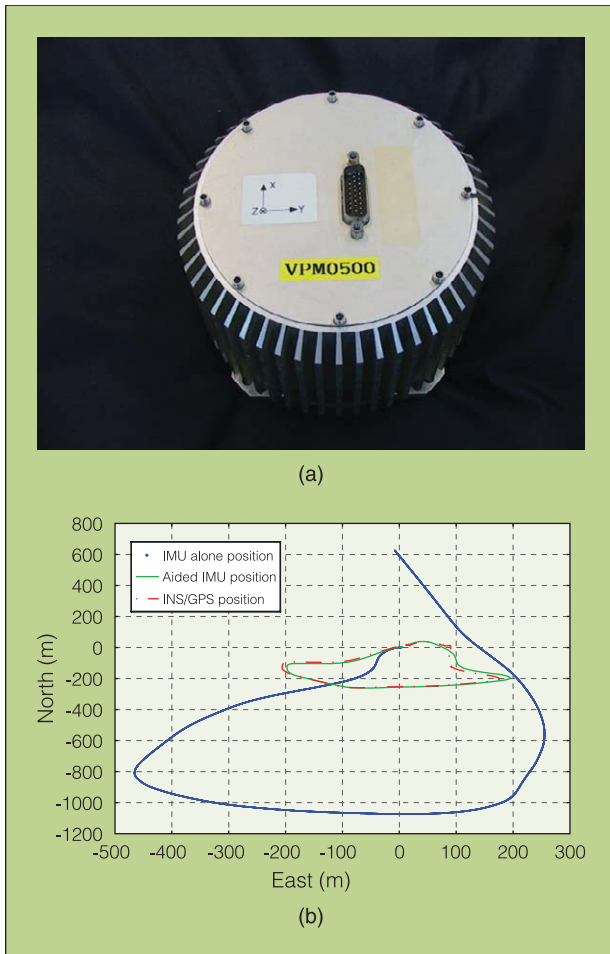 X
Z Y
VPM0500
(a)
800
600
400
200
0
-200
-400
-600
-800
-1000
-1200
North (m)
IMU alone position
Aided IMU position
INS/GPS position
-500 -400 -300 -200 -100 0 100 200 300
East (m)
(b)